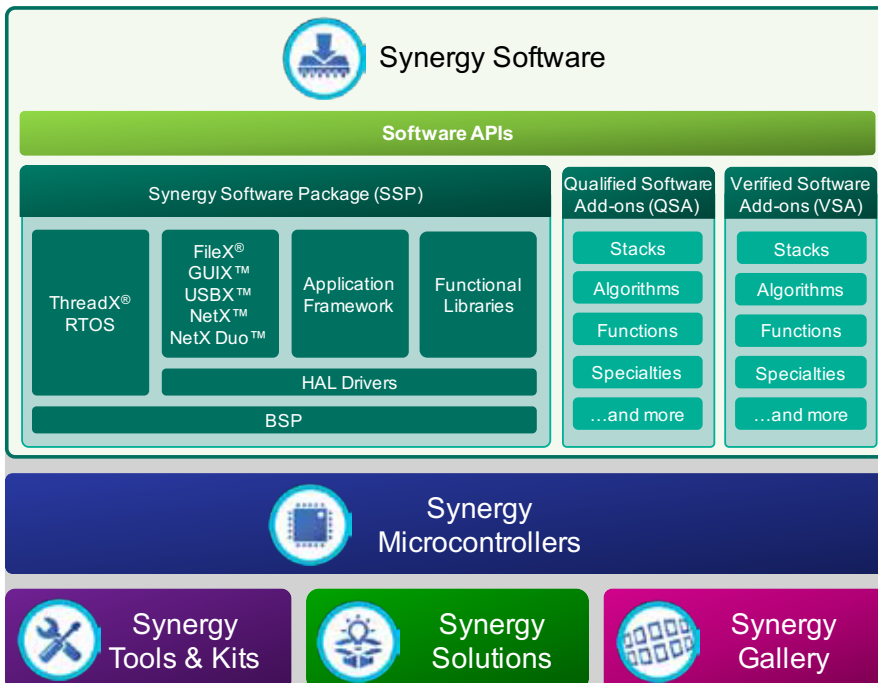 Synergy Software
Software APIs
Synergy Software Package (SSP)
ThreadX®
RTOS
FileX®
GUIX™
USBX™
NetX™
NetX Duo™
Application
Framework
Functional
Libraries
HAL Drivers
BSP
Qualified Software
Add-ons (QSA)
Stacks
Algorithms
Functions
Specialties
…and more
Verified Software
Add-ons (VSA)
Stacks
Algorithms
Functions
Specialties
…and more
Synergy
Microcontrollers
Synergy
Tools & Kits
Synergy
Solutions
Synergy
Gallery